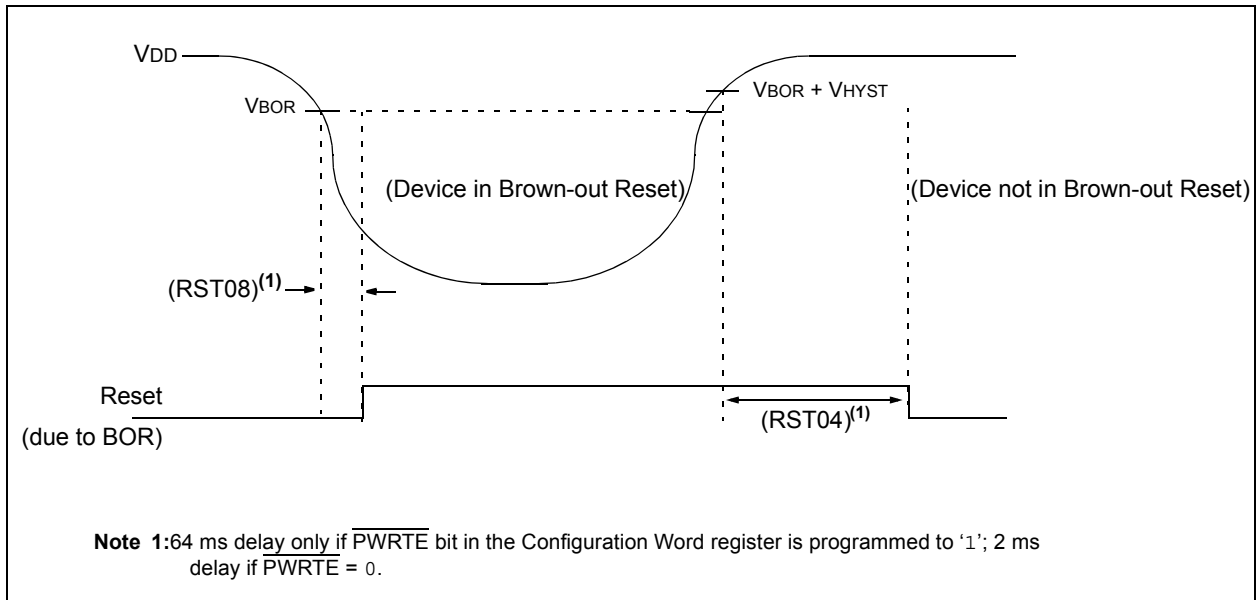 VDD
VBOR
VBOR + VHYST
(Device in Brown-out Reset)
(Device not in Brown-out Reset)
(RST08)(1)
Reset
(due to BOR)
(RST04)(1)
Note 1:64 ms delay only if PWRTE bit in the Configuration Word register is programmed to ‘1’; 2 ms
delay if PWRTE = 0.